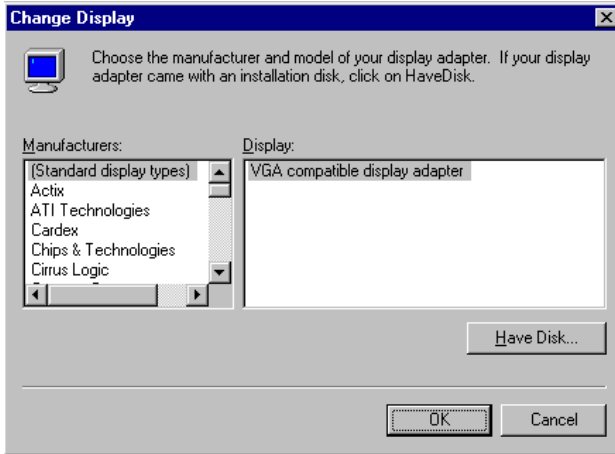 Change Display
Choose the manufacturer and model of your display adapter. If your display
adapter came with an installation disk, click on HaveDisk.
Manufacturers:
(Standard display types)
Actix
ATI Technologies
Cardex
Chips & Technologies
Cirrus Logic
Display:
VGA compatible display adapter
Have Disk...
OK
Cancel